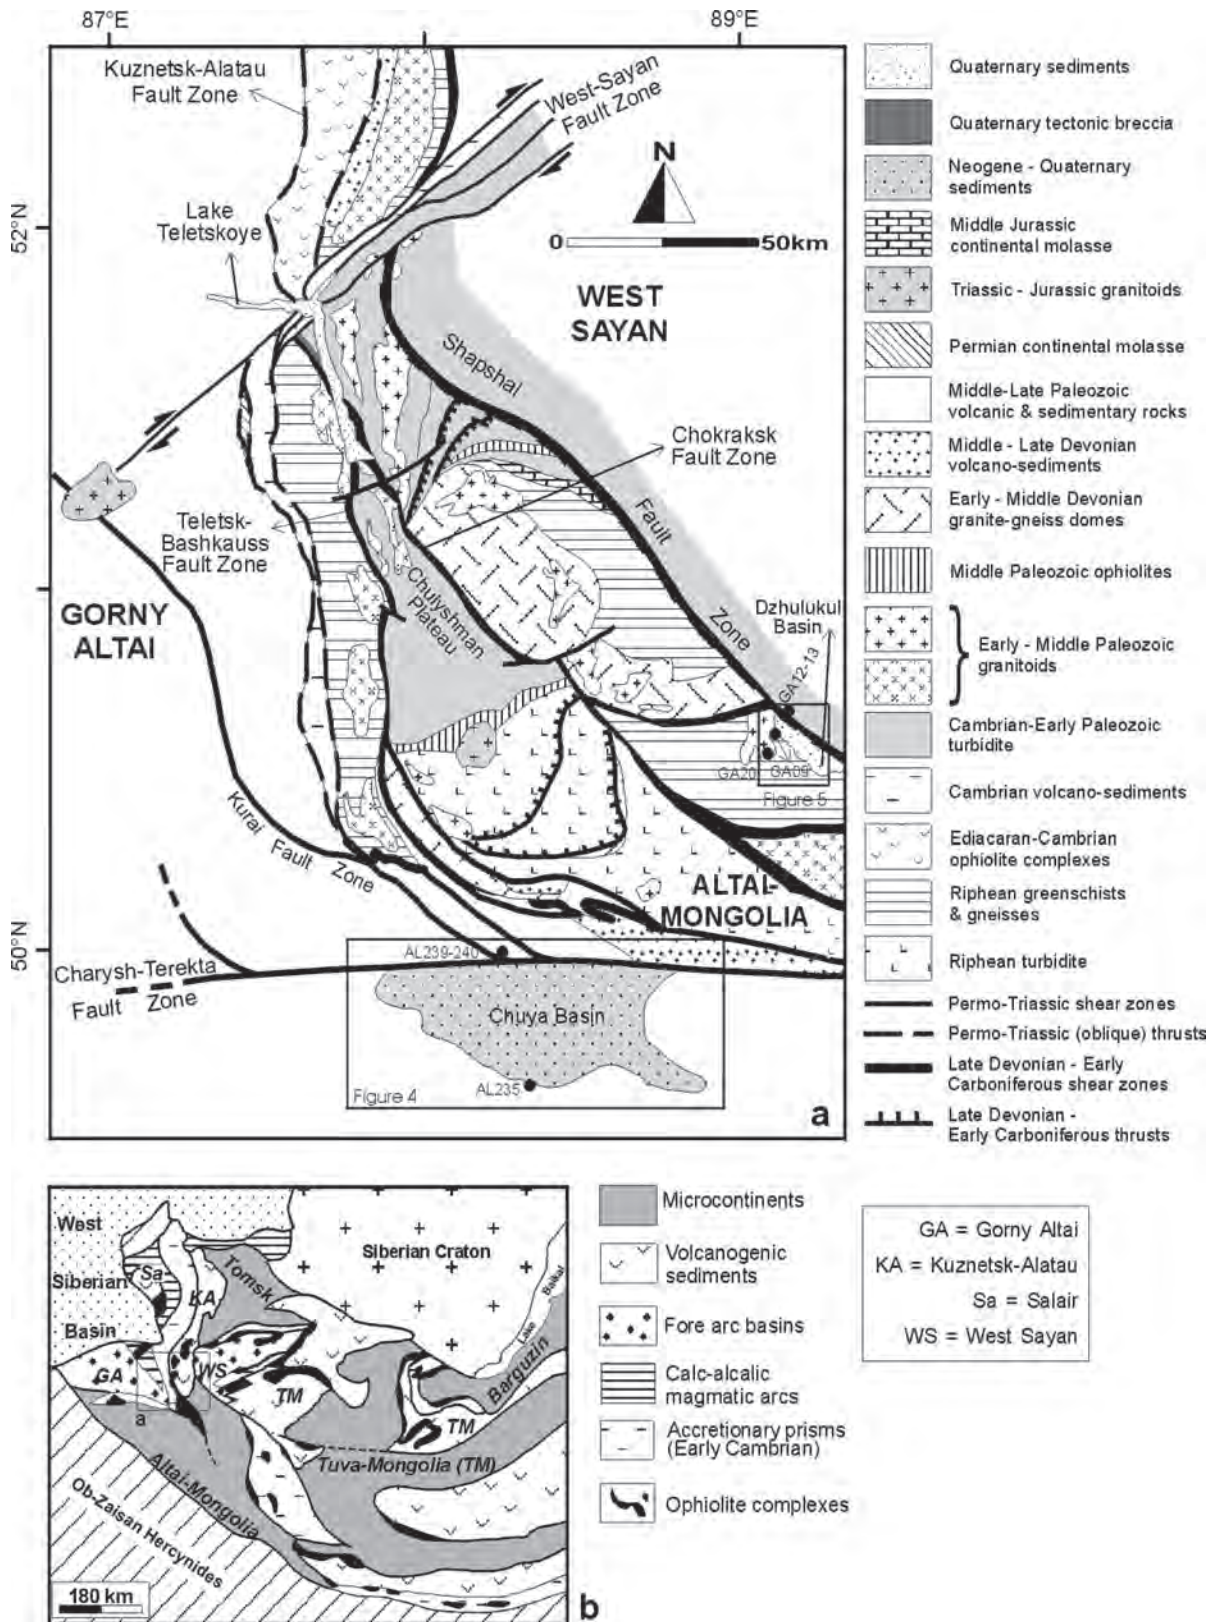 87°E
89°E
Kuznetsk-Alatau
Fault Zone
West-Sayan
Fault Zone
N
Lake
Teletskoye
52°N
0
50km
WEST
SAYAN
Shapshal
Fault
Zone
Chokraksk
Fault Zone
Teletsk-
Bashkauss
Fault Zone
Chulyshman
Plateau
GORNY
ALTAI
Dzhulukul
Basin
GA12-13
GA20
GA09
Figure 5
Kurai Fault Zone
ALTAI-
MONGOLIA
50°N
AL239-240
Charysh-Terekta
Fault Zone
Chuya Basin
Figure 4
AL235
a
Quaternary sediments
Quaternary tectonic breccia
Neogene - Quaternary
sediments
Middle Jurassic
continental molasse
Triassic - Jurassic granitoids
Permian continental molasse
Middle-Late Paleozoic
volcanic & sedimentary rocks
Middle - Late Devonian
volcano-sediments
Early - Middle Devonian
granite-gneiss domes
Middle Paleozoic ophiolites
Early - Middle Paleozoic
granitoids
Cambrian-Early Paleozoic
turbidite
Cambrian volcano-sediments
Ediacaran-Cambrian
ophiolite complexes
Riphean greenschists
& gneisses
Riphean turbidite
Permo-Triassic shear zones
Permo-Triassic (oblique) thrusts
Late Devonian - Early
Carboniferous shear zones
Late Devonian -
Early Carboniferous thrusts
West
Siberian
Basin
Siberian Craton
Sa
KA
Tomsk
Lake Baikal
Barguzin
GA
WS
TM
TM
a
Tuva-Mongolia (TM)
Altai-Mongolia
Ob-Zaisan Hercynides
180 km
b
Microcontinents
Volcanogenic
sediments
Fore arc basins
Calc-alcalic
magmatic arcs
Accretionary prisms
(Early Cambrian)
Ophiolite complexes
GA = Gorny Altai
KA = Kuznetsk-Alatau
Sa = Salair
WS = West Sayan